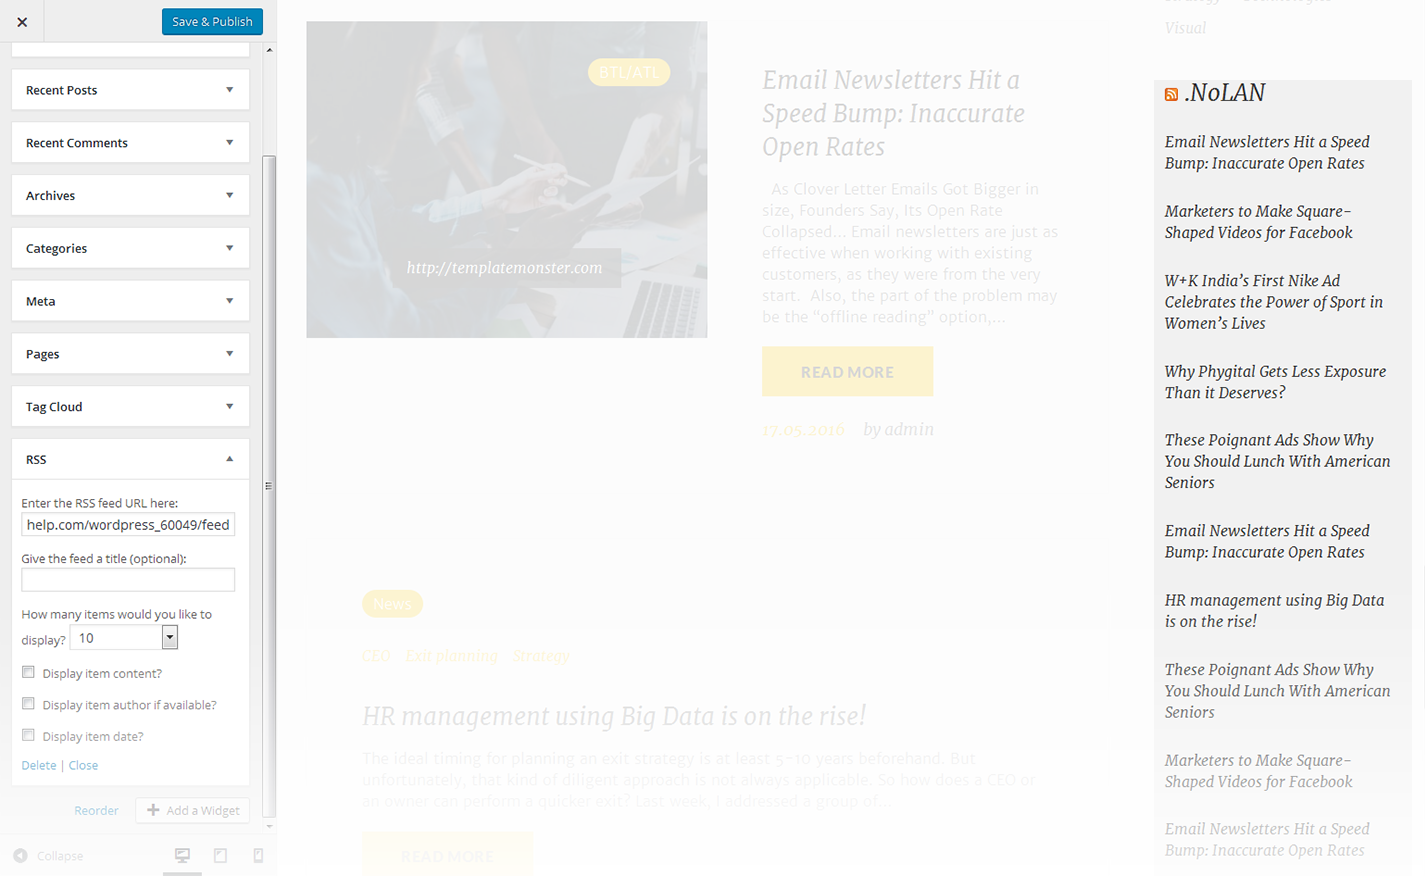 Save & Publish
Recent Posts
Recent Comments
Archives
Categories
Meta
Pages
Tag Cloud
RSS
Enter the RSS feed URL here:
help.com/wordpress_60049/feed
Give the feed a title (optional):
How many items would you like to
display? 10
Display item content?
Display item author if available?
Display item date?
Delete | Close
Reorder
Add a Widget
Collapse
BTL/ATL
http://templatemonster.com
Email Newsletters Hit a
Speed Bump: Inaccurate
Open Rates
As Clover Letter Emails Got Bigger in
size, Founders Say, Its Open Rate
Collapsed... Email newsletters are just as
effective when working with existing
customers, as they were from the very
start. Also, the part of the problem may
be the “offline reading” option,...
READ MORE
17.05.2016 by admin
News
CEO Exit planning Strategy
HR management using Big Data is on the rise!
The ideal timing for planning an exit strategy is at least 5-10 years beforehand. But
unfortunately, that kind of diligent approach is not always applicable. So how does a CEO or
an owner can perform a quicker exit? Last week, I addressed a group of...
READ MORE
Visual
.NoLAN
Email Newsletters Hit a Speed
Bump: Inaccurate Open Rates
Marketers to Make Square-
Shaped Videos for Facebook
W+K India’s First Nike Ad
Celebrates the Power of Sport in
Women’s Lives
Why Phygital Gets Less Exposure
Than it Deserves?
These Poignant Ads Show Why
You Should Lunch With American
Seniors
Email Newsletters Hit a Speed
Bump: Inaccurate Open Rates
HR management using Big Data
is on the rise!
These Poignant Ads Show Why
You Should Lunch With American
Seniors
Marketers to Make Square-
Shaped Videos for Facebook
Email Newsletters Hit a Speed
Bump: Inaccurate Open Rates